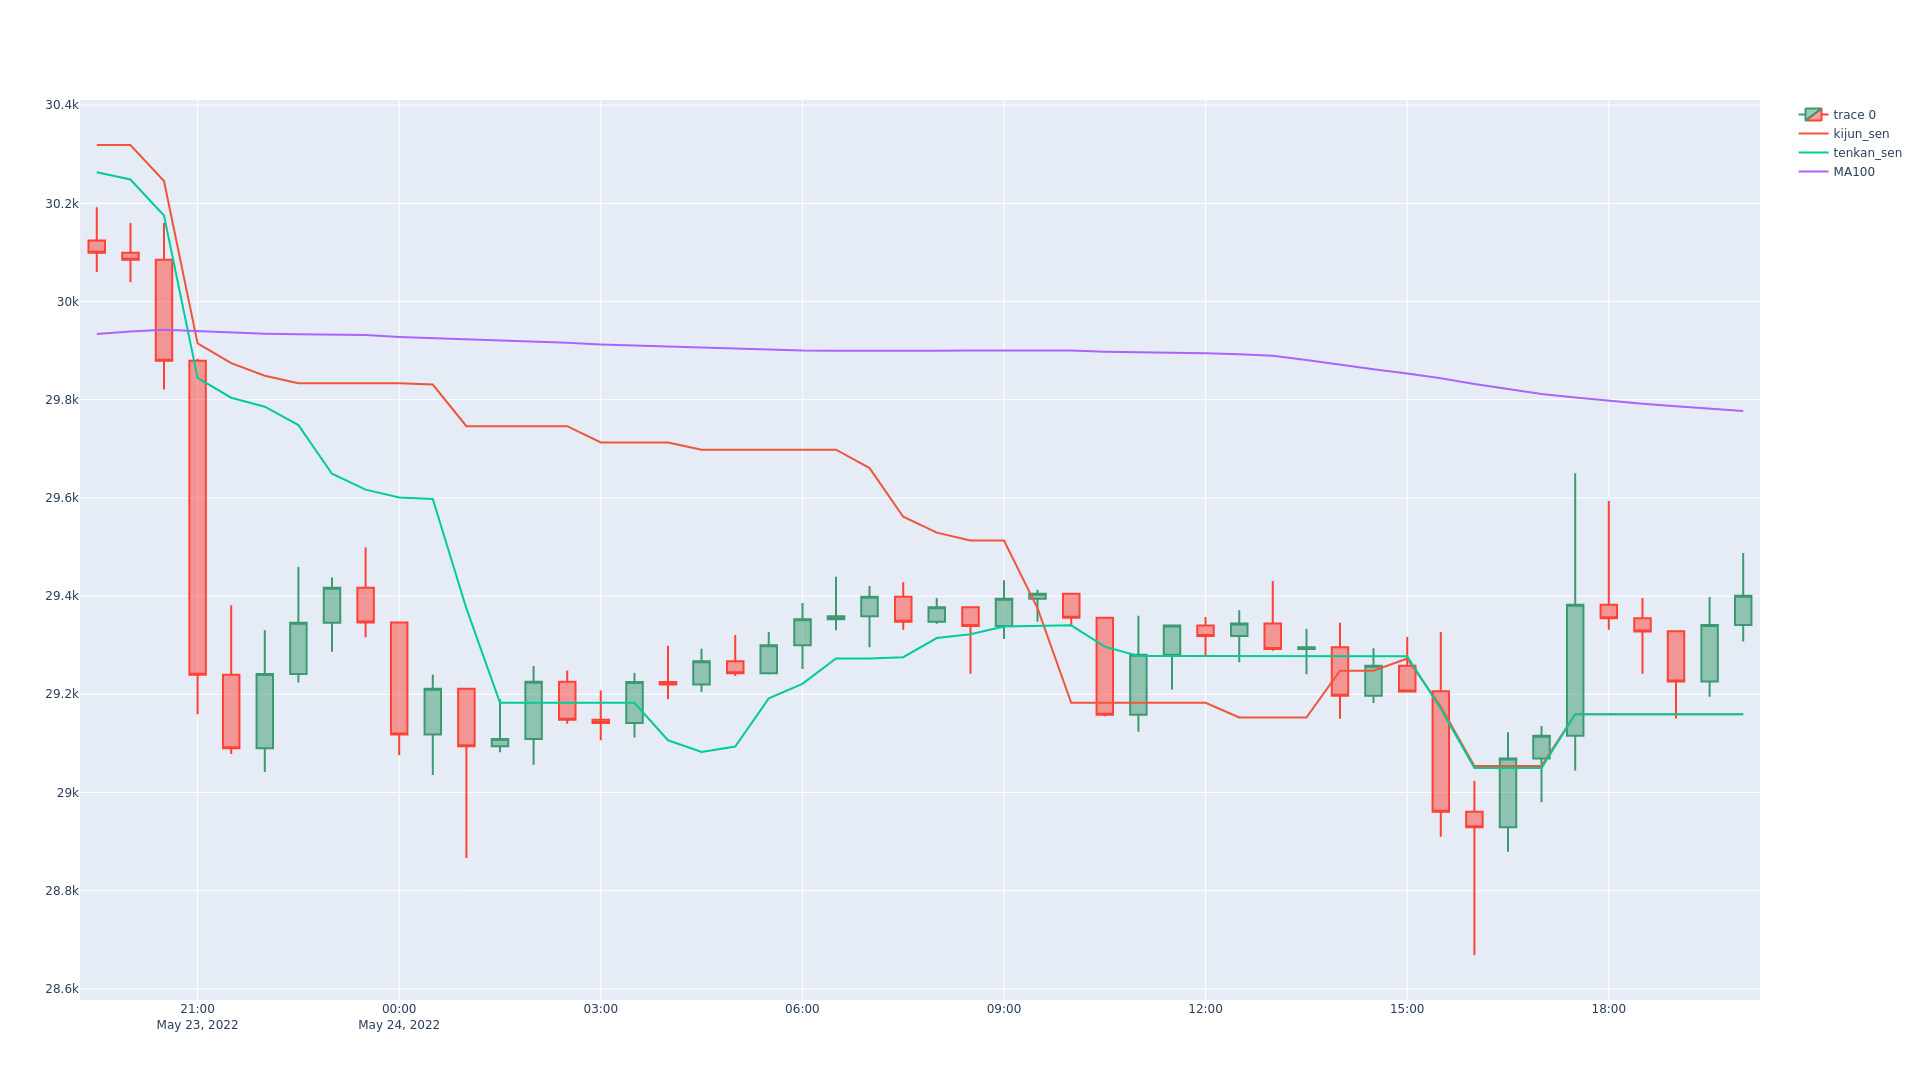 30.4k
30.2k
30k
29.8k
29.6k
29.4k
29.2k
29k
28.8k
28.6k
21:00 00:00 03:00 06:00 09:00 12:00 15:00 18:00
May 23, 2022 May 24, 2022
trace 0
kijun_sen
tenkan_sen
MA100